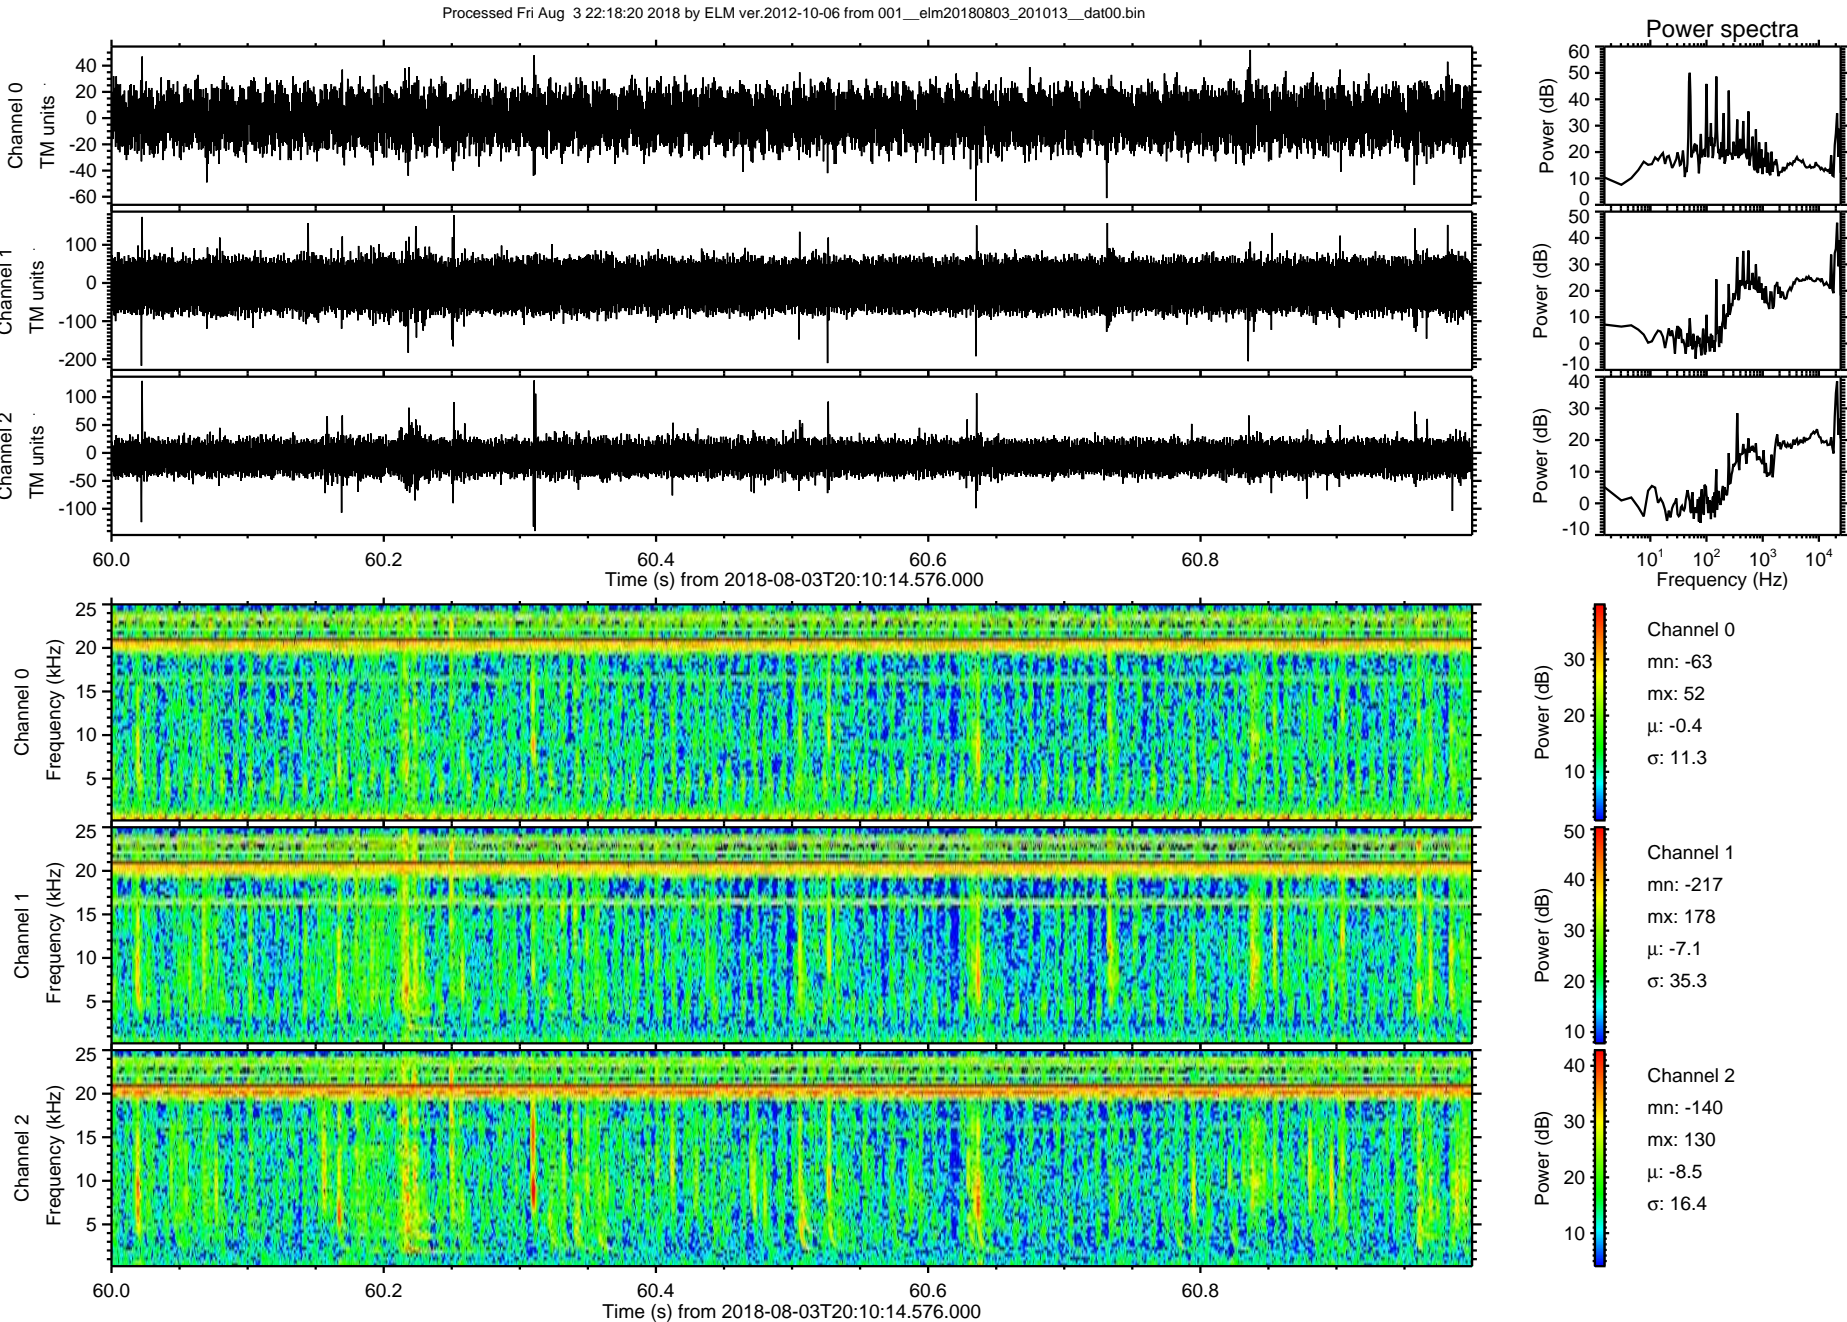 Processed Fri Aug  3 22:18:20 2018 by ELM ver.2012-10-06 from 001__elm20180803_201013__dat00.bin
Power spectra
Channel 0
TM units
40
20
0
-20
-40
-60
Power (dB)
60
50
40
30
20
10
0
Channel 1
TM units
100
0
-100
-200
Power (dB)
50
40
30
20
10
0
-10
Channel 2
TM units
100
50
0
-50
-100
Power (dB)
40
30
20
10
0
-10
60.0 60.2 60.4 60.6 60.8
Time (s) from 2018-08-03T20:10:14.576.000
10^1 10^2 10^3 10^4
Frequency (Hz)
Channel 0
Frequency (kHz)
25
20
15
10
5
Power (dB)
30
20
10
Channel 0
mn: -63
mx: 52
μ: -0.4
σ: 11.3
Channel 1
Frequency (kHz)
25
20
15
10
5
Power (dB)
50
40
30
20
10
Channel 1
mn: -217
mx: 178
μ: -7.1
σ: 35.3
Channel 2
Frequency (kHz)
25
20
15
10
5
Power (dB)
40
30
20
10
Channel 2
mn: -140
mx: 130
μ: -8.5
σ: 16.4
60.0 60.2 60.4 60.6 60.8
Time (s) from 2018-08-03T20:10:14.576.000